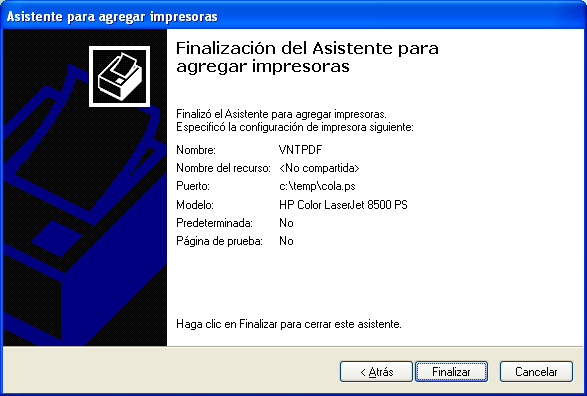 Asistente para agregar impresoras
Finalización del Asistente para
agregar impresoras
Finalizó el Asistente para agregar impresoras.
Especificó la configuración de impresora siguiente:
Nombre: VNTPDF
Nombre del recurso: <No compartida>
Puerto: c:\temp\cola.ps
Modelo: HP Color LaserJet 8500 PS
Predeterminada: No
Página de prueba: No
Haga clic en Finalizar para cerrar este asistente.
< Atrás Finalizar Cancelar